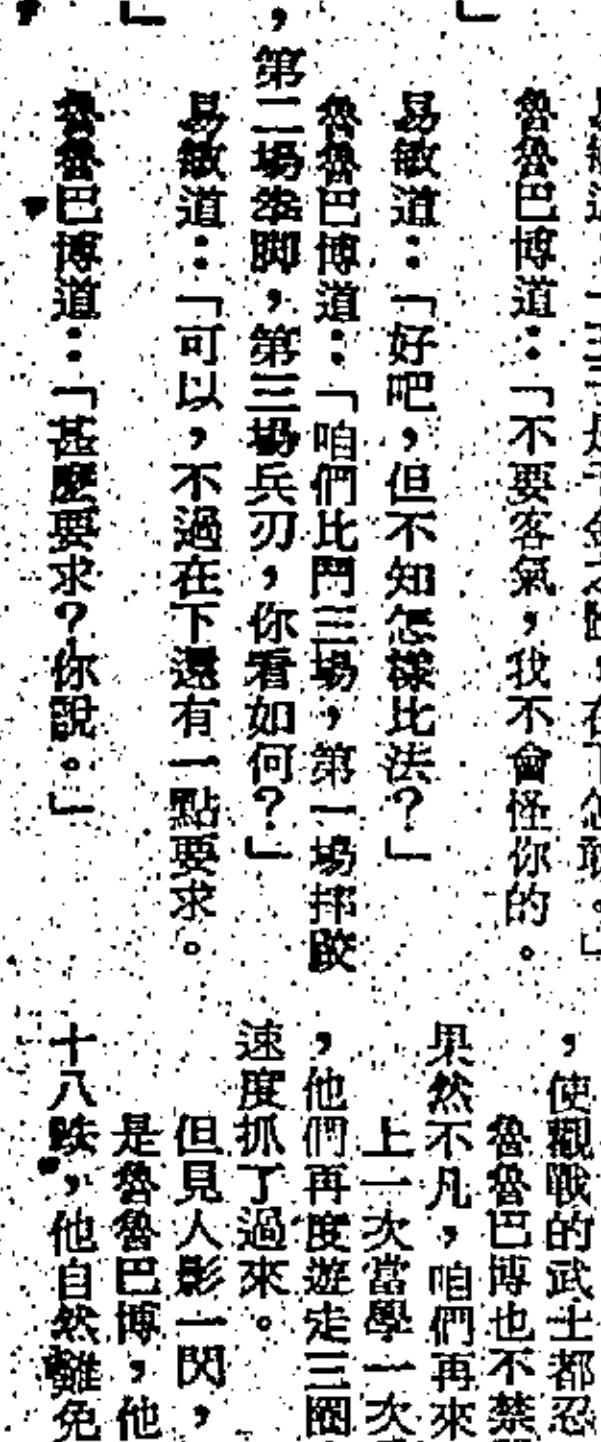 魯魯巴博道：「不要客氣，我不會怪你的。
」
易敏道：「好吧，但不知怎樣比法？」
魯魯巴博道：「咱們比鬥三場，第一場摔跤
，第二場拳脚，第三場兵刃，你看如何？」
易敏道：「可以，不過在下還有一點要求。
」
魯魯巴博道：「甚麽要求？你說。」
，使觀戰的武士都忍
魯魯巴博也不禁
果然不凡，咱們再來
上一次當學一次
，他們再度遊走三圈
速度抓了過來。
但見人影一閃，
是魯魯巴博，他
十八跌，他自然難免